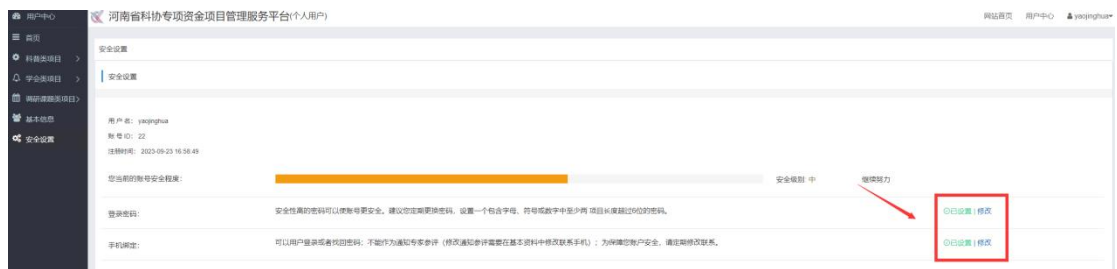 用户中心
河南省科协专项资金项目管理服务平台(个人用户)
网站首页 用户中心 yaojinghua
首页
科普类项目
学会类项目
调研课题类项目
基本信息
安全设置
安全设置
安全设置
用 户 名： yaojinghua
账 号 ID： 22
注册时间： 2023-09-23 16:56:49
您当前的账号安全程度： 安全级别: 中 继续努力
登录密码： 安全性高的密码可以使账号更安全。建议您定期更换密码，设置一个包含字母，符号或数字中至少两 项且长度超过6位的密码。 已设置 | 修改
手机绑定： 可以用户登录或者找回密码；不能作为通知专家参评（修改通知参评需要在基本资料中修改联系手机）；为保障您账户安全，请定期修改联系。 已设置 | 修改